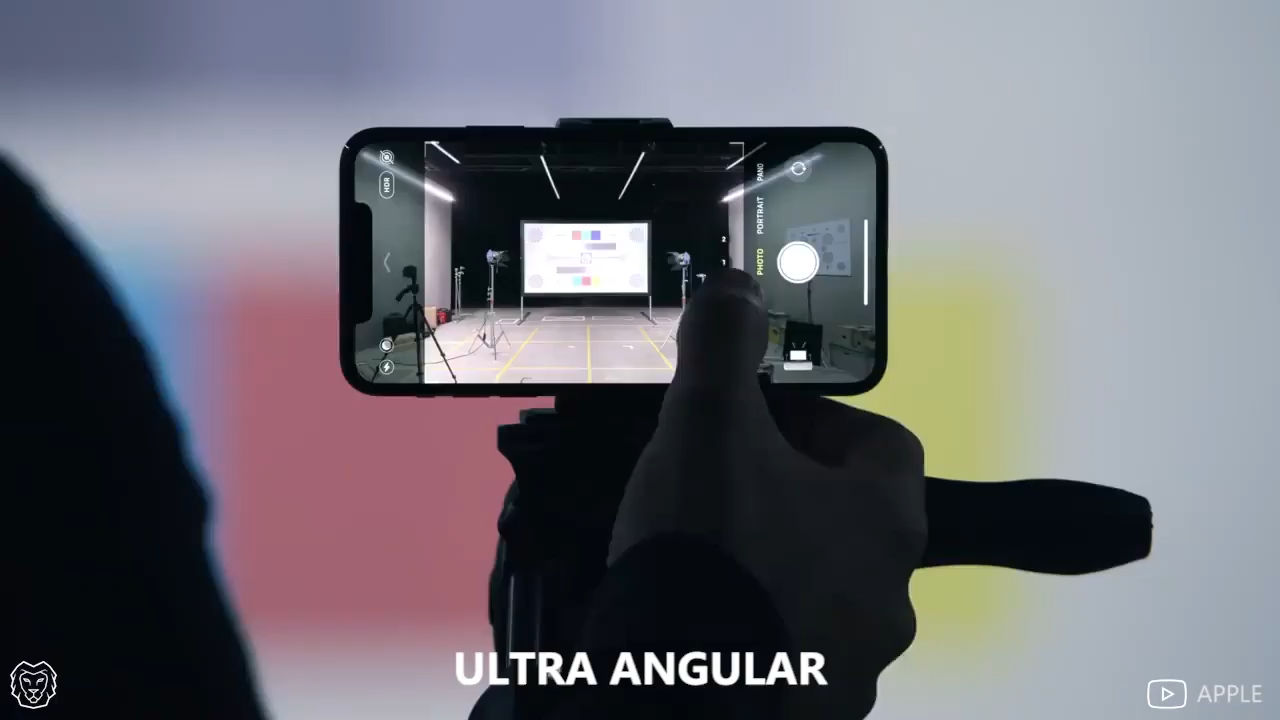 HDR
PANO
PORTRAIT
PHOTO
2
1
ULTRA ANGULAR
APPLE